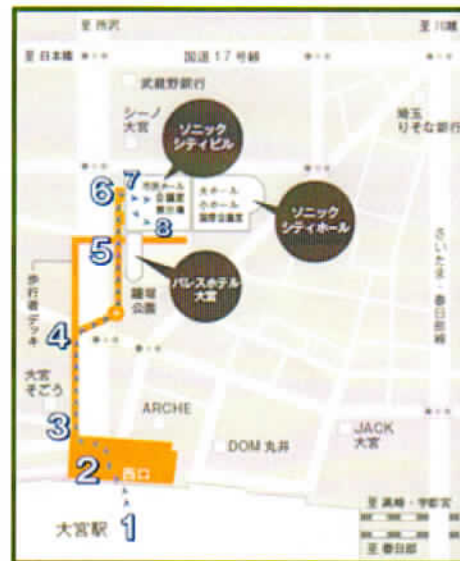 至 所沢
至 川越
至 日本橋
国道17号線
武蔵野銀行
シーノ
大宮
埼玉
りそな銀行
ソニック
シティビル
7
6
市民ホール
会議室
展示場
大ホール
小ホール
国際会議室
ソニック
シティホール
8
5
パレスホテル
大宮
鐘塚
公園
さいたま・春日部線
歩行者デッキ
4
大宮
そごう
3
ARCHE
JACK
大宮
DOM 丸井
2
西口
1
大宮駅
至 高崎・宇都宮
至 春日部